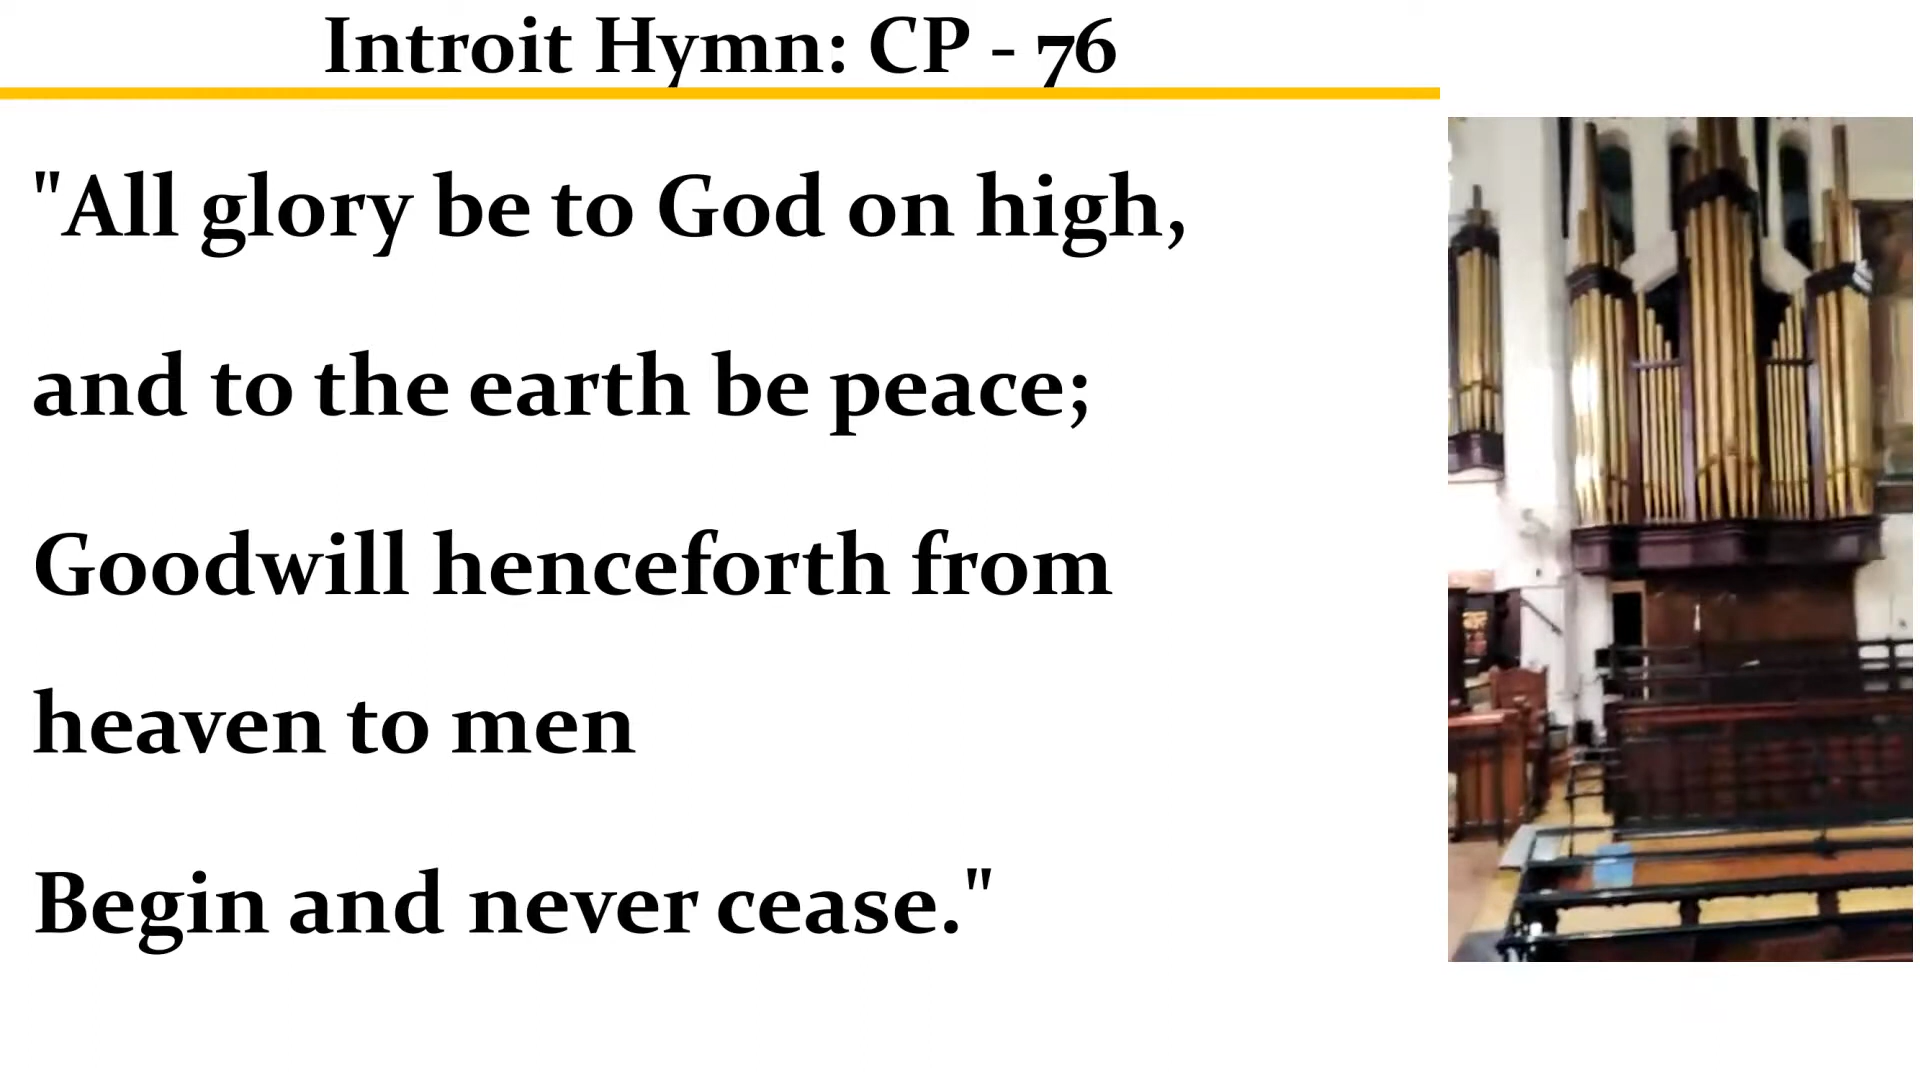 Introit Hymn: CP - 76
"All glory be to God on high,
and to the earth be peace;
Goodwill henceforth from
heaven to men
Begin and never cease."